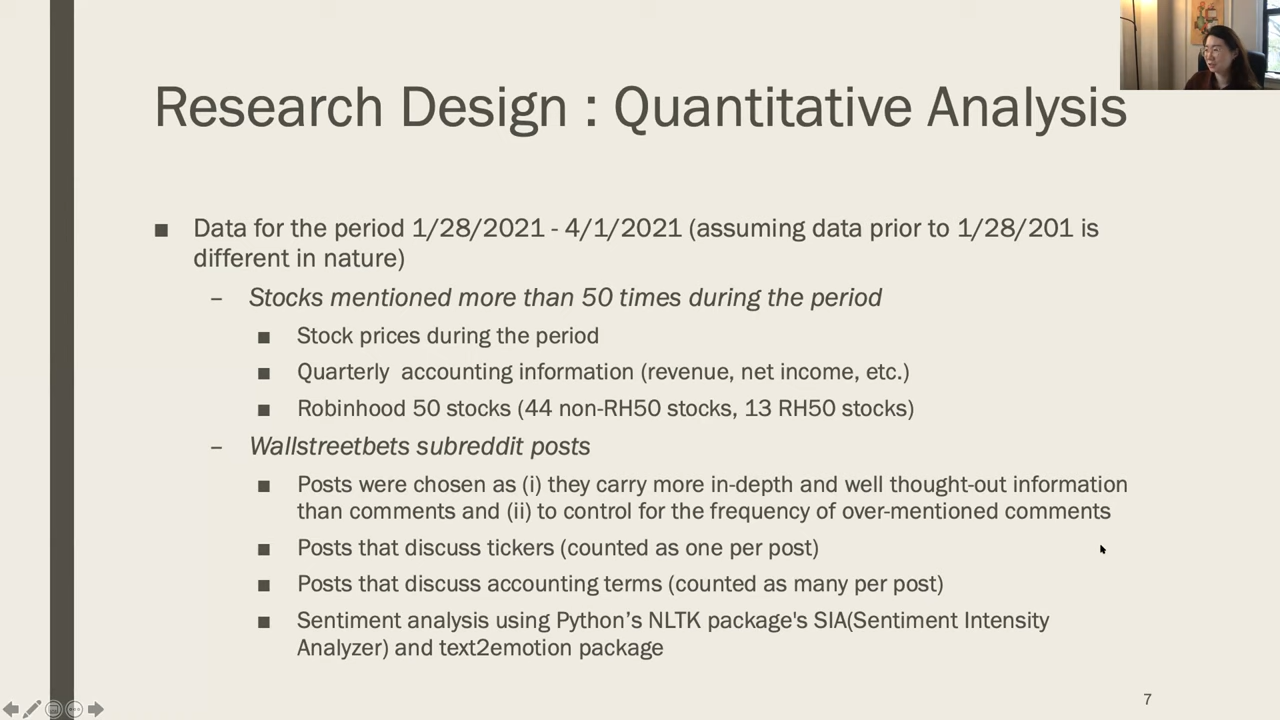 Research Design : Quantitative Analysis
■ Data for the period 1/28/2021 - 4/1/2021 (assuming data prior to 1/28/201 is
different in nature)
– Stocks mentioned more than 50 times during the period
■ Stock prices during the period
■ Quarterly  accounting information (revenue, net income, etc.)
■ Robinhood 50 stocks (44 non-RH50 stocks, 13 RH50 stocks)
– Wallstreetbets subreddit posts
■ Posts were chosen as (i) they carry more in-depth and well thought-out information
than comments and (ii) to control for the frequency of over-mentioned comments
■ Posts that discuss tickers (counted as one per post)
■ Posts that discuss accounting terms (counted as many per post)
■ Sentiment analysis using Python’s NLTK package's SIA(Sentiment Intensity
Analyzer) and text2emotion package
7